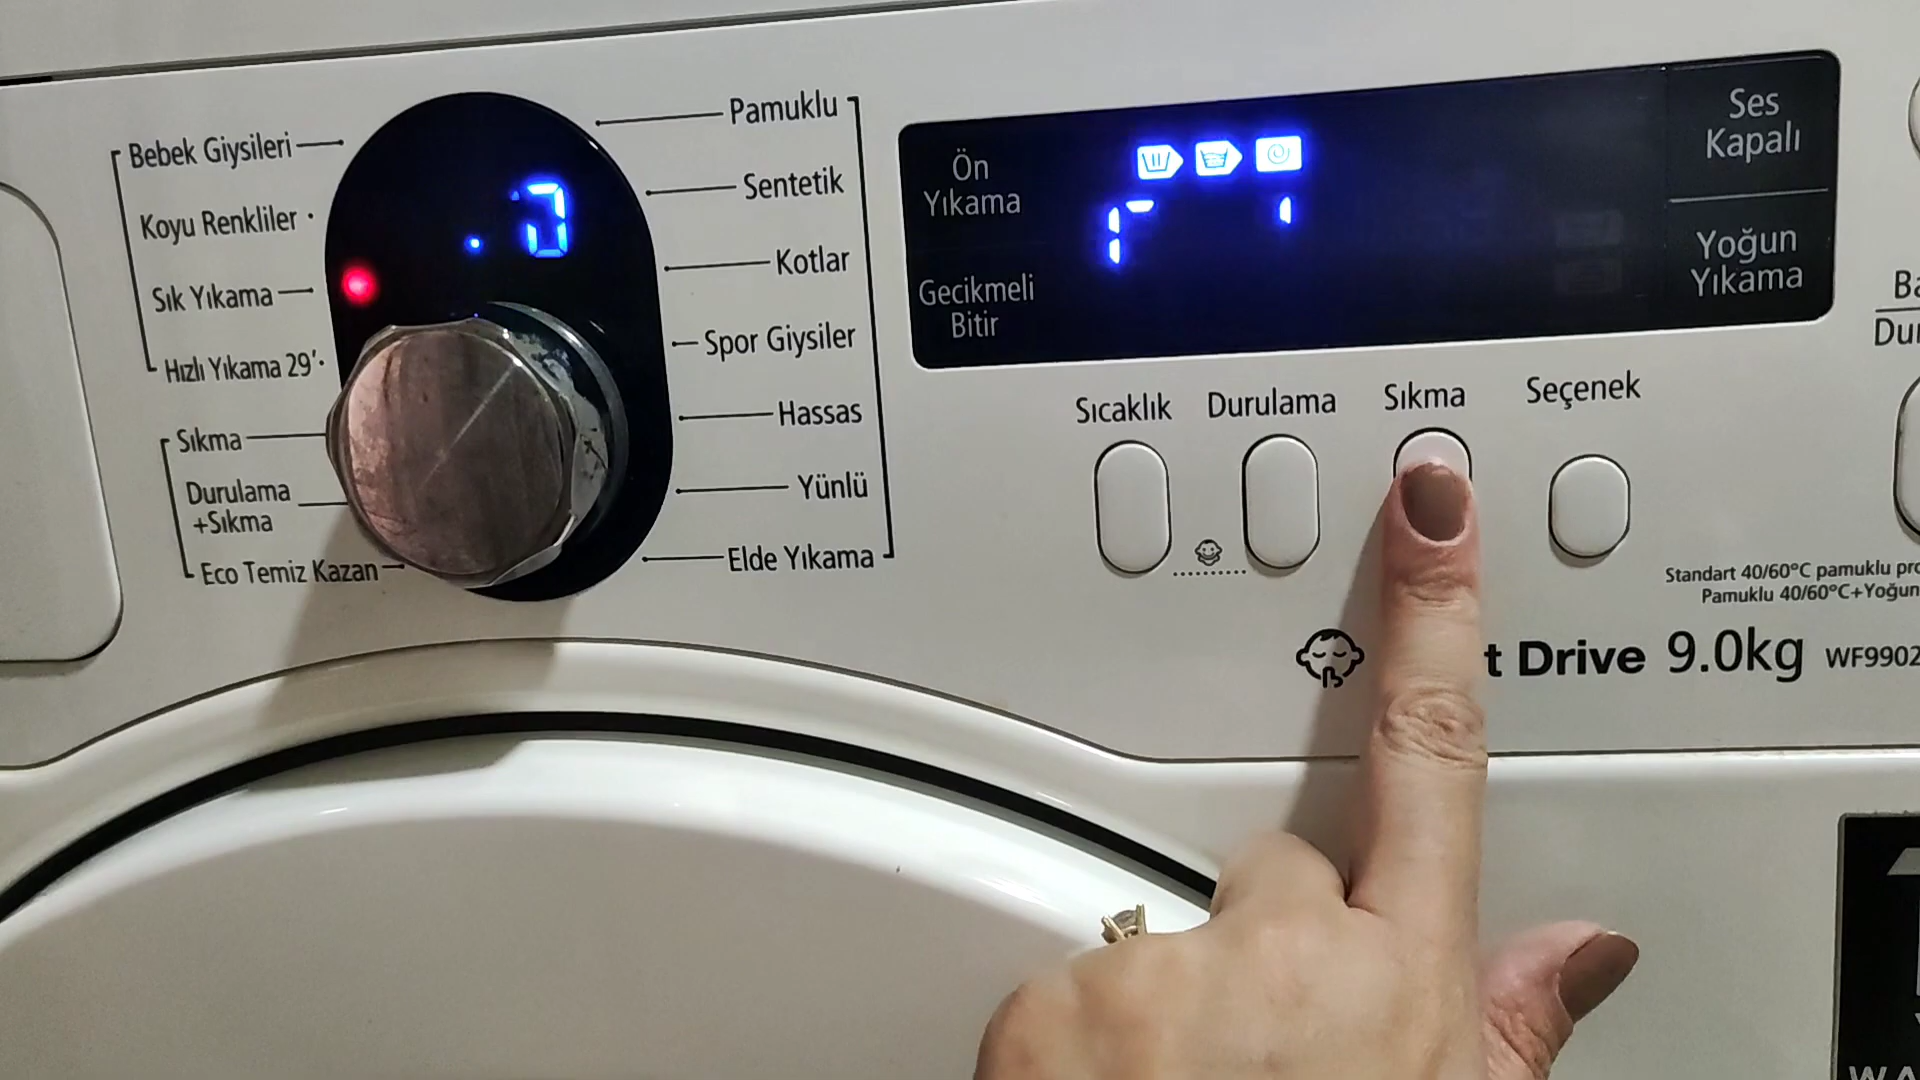 Bebek Giysileri
Koyu Renkliler
Sık Yıkama
Hızlı Yıkama 29'
Sıkma
Durulama
+Sıkma
Eco Temiz Kazan
Pamuklu
Sentetik
Kotlar
Spor Giysiler
Hassas
Yünlü
Elde Yıkama
Ön
Yıkama
Gecikmeli
Bitir
Ses
Kapalı
Yoğun
Yıkama
Sıcaklık
Durulama
Sıkma
Seçenek
Standart 40/60°C pamuklu
Pamuklu 40/60°C+Yoğun
Drive 9.0kg WF9902